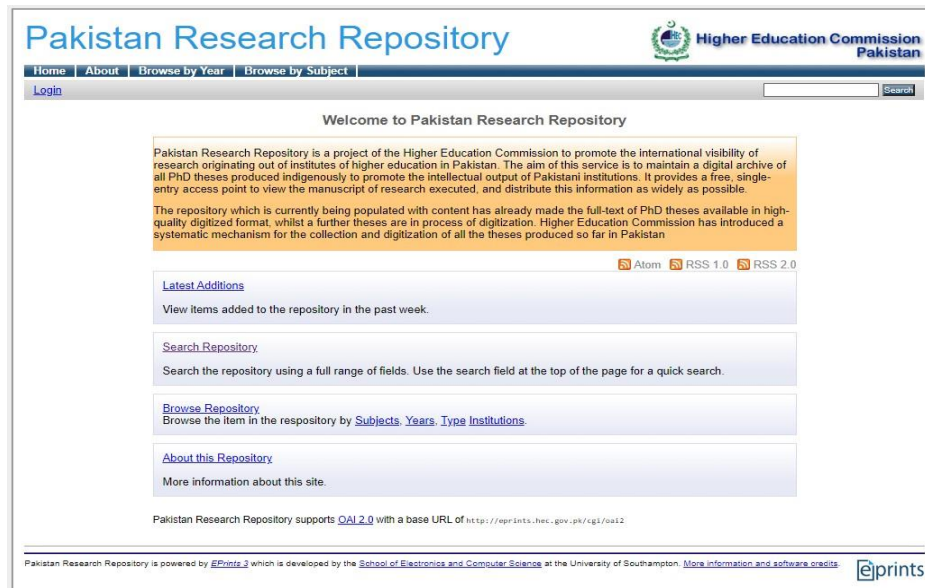 Pakistan Research Repository
Higher Education Commission
Pakistan
Home About Browse by Year Browse by Subject
Login
Search
Welcome to Pakistan Research Repository
Pakistan Research Repository is a project of the Higher Education Commission to promote the international visibility of
research originating out of institutes of higher education in Pakistan. The aim of this service is to maintain a digital archive of
all PhD theses produced indigenously to promote the intellectual output of Pakistani institutions. It provides a free, single-
entry access point to view the manuscript of research executed, and distribute this information as widely as possible.
The repository which is currently being populated with content has already made the full-text of PhD theses available in high-
quality digitized format, whilst a further theses are in process of digitization. Higher Education Commission has introduced a
systematic mechanism for the collection and digitization of all the theses produced so far in Pakistan
Atom RSS 1.0 RSS 2.0
Latest Additions
View items added to the repository in the past week.
Search Repository
Search the repository using a full range of fields. Use the search field at the top of the page for a quick search.
Browse Repository
Browse the item in the respository by Subjects, Years, Type Institutions.
About this Repository
More information about this site.
Pakistan Research Repository supports OAI 2.0 with a base URL of http://eprints.hec.gov.pk/cgi/oai2
Pakistan Research Repository is powered by EPrints 3 which is developed by the School of Electronics and Computer Science at the University of Southampton. More information and software credits.
eprints